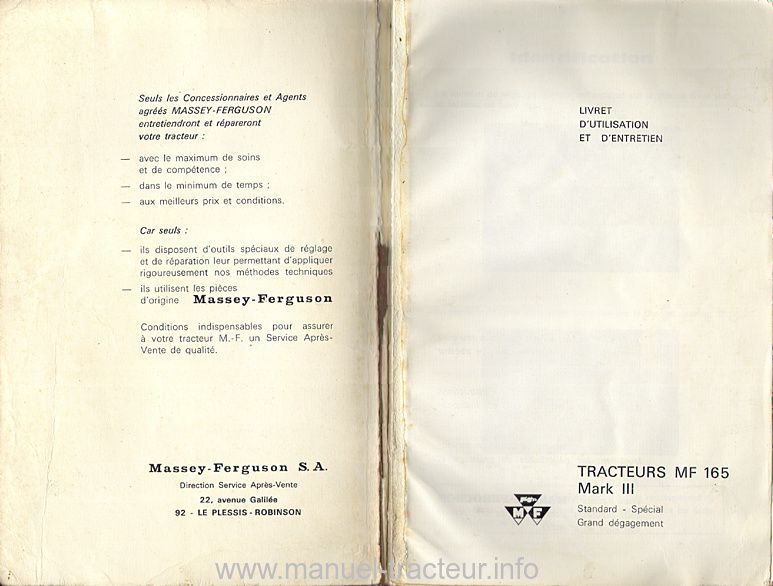 Seuls les Concessionnaires et Agents
agréés MASSEY-FERGUSON
entretiendront et répareront
votre tracteur :
— avec le maximum de soins
et de compétence ;
— dans le minimum de temps ;
— aux meilleurs prix et conditions.
Car seuls :
— ils disposent d'outils spéciaux de réglage
et de réparation leur permettant d'appliquer
rigoureusement nos méthodes techniques
— ils utilisent les pièces
d'origine Massey-Ferguson
Conditions indispensables pour assurer
à votre tracteur M.-F. un Service Après-
Vente de qualité.
Massey-Ferguson S.A.
Direction Service Après-Vente
22, avenue Galilée
92 - LE PLESSIS-ROBINSON
LIVRET
D'UTILISATION
ET D'ENTRETIEN
TRACTEURS MF 165
Mark III
Standard - Spécial
Grand dégagement
MF
www.manuel-tracteur.info